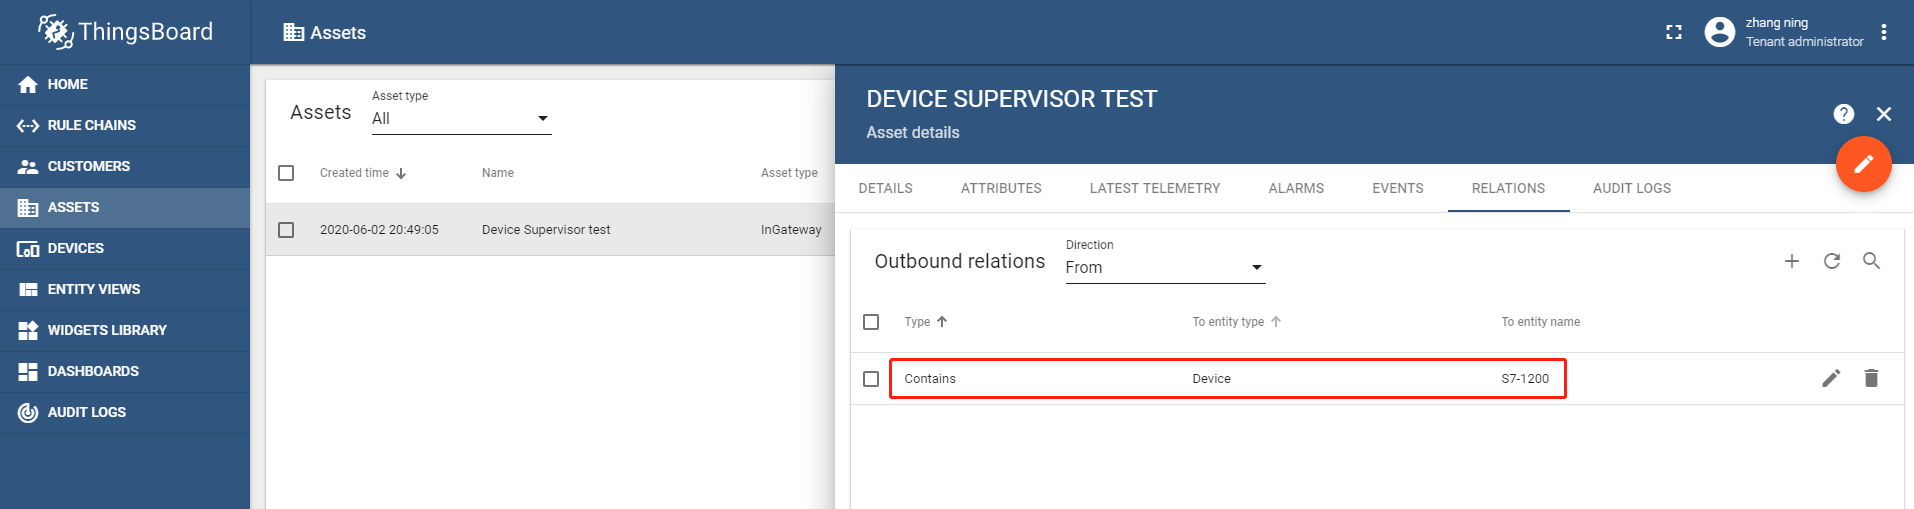 ThingsBoard
Assets
zhang ning
Tenant administrator
HOME
RULE CHAINS
CUSTOMERS
ASSETS
DEVICES
ENTITY VIEWS
WIDGETS LIBRARY
DASHBOARDS
AUDIT LOGS
Assets
Asset type
All
Created time Name Asset type
2020-06-02 20:49:05 Device Supervisor test InGateway
DEVICE SUPERVISOR TEST
Asset details
?
DETAILS ATTRIBUTES LATEST TELEMETRY ALARMS EVENTS RELATIONS AUDIT LOGS
Outbound relations
Direction
From
Type To entity type To entity name
Contains Device S7-1200